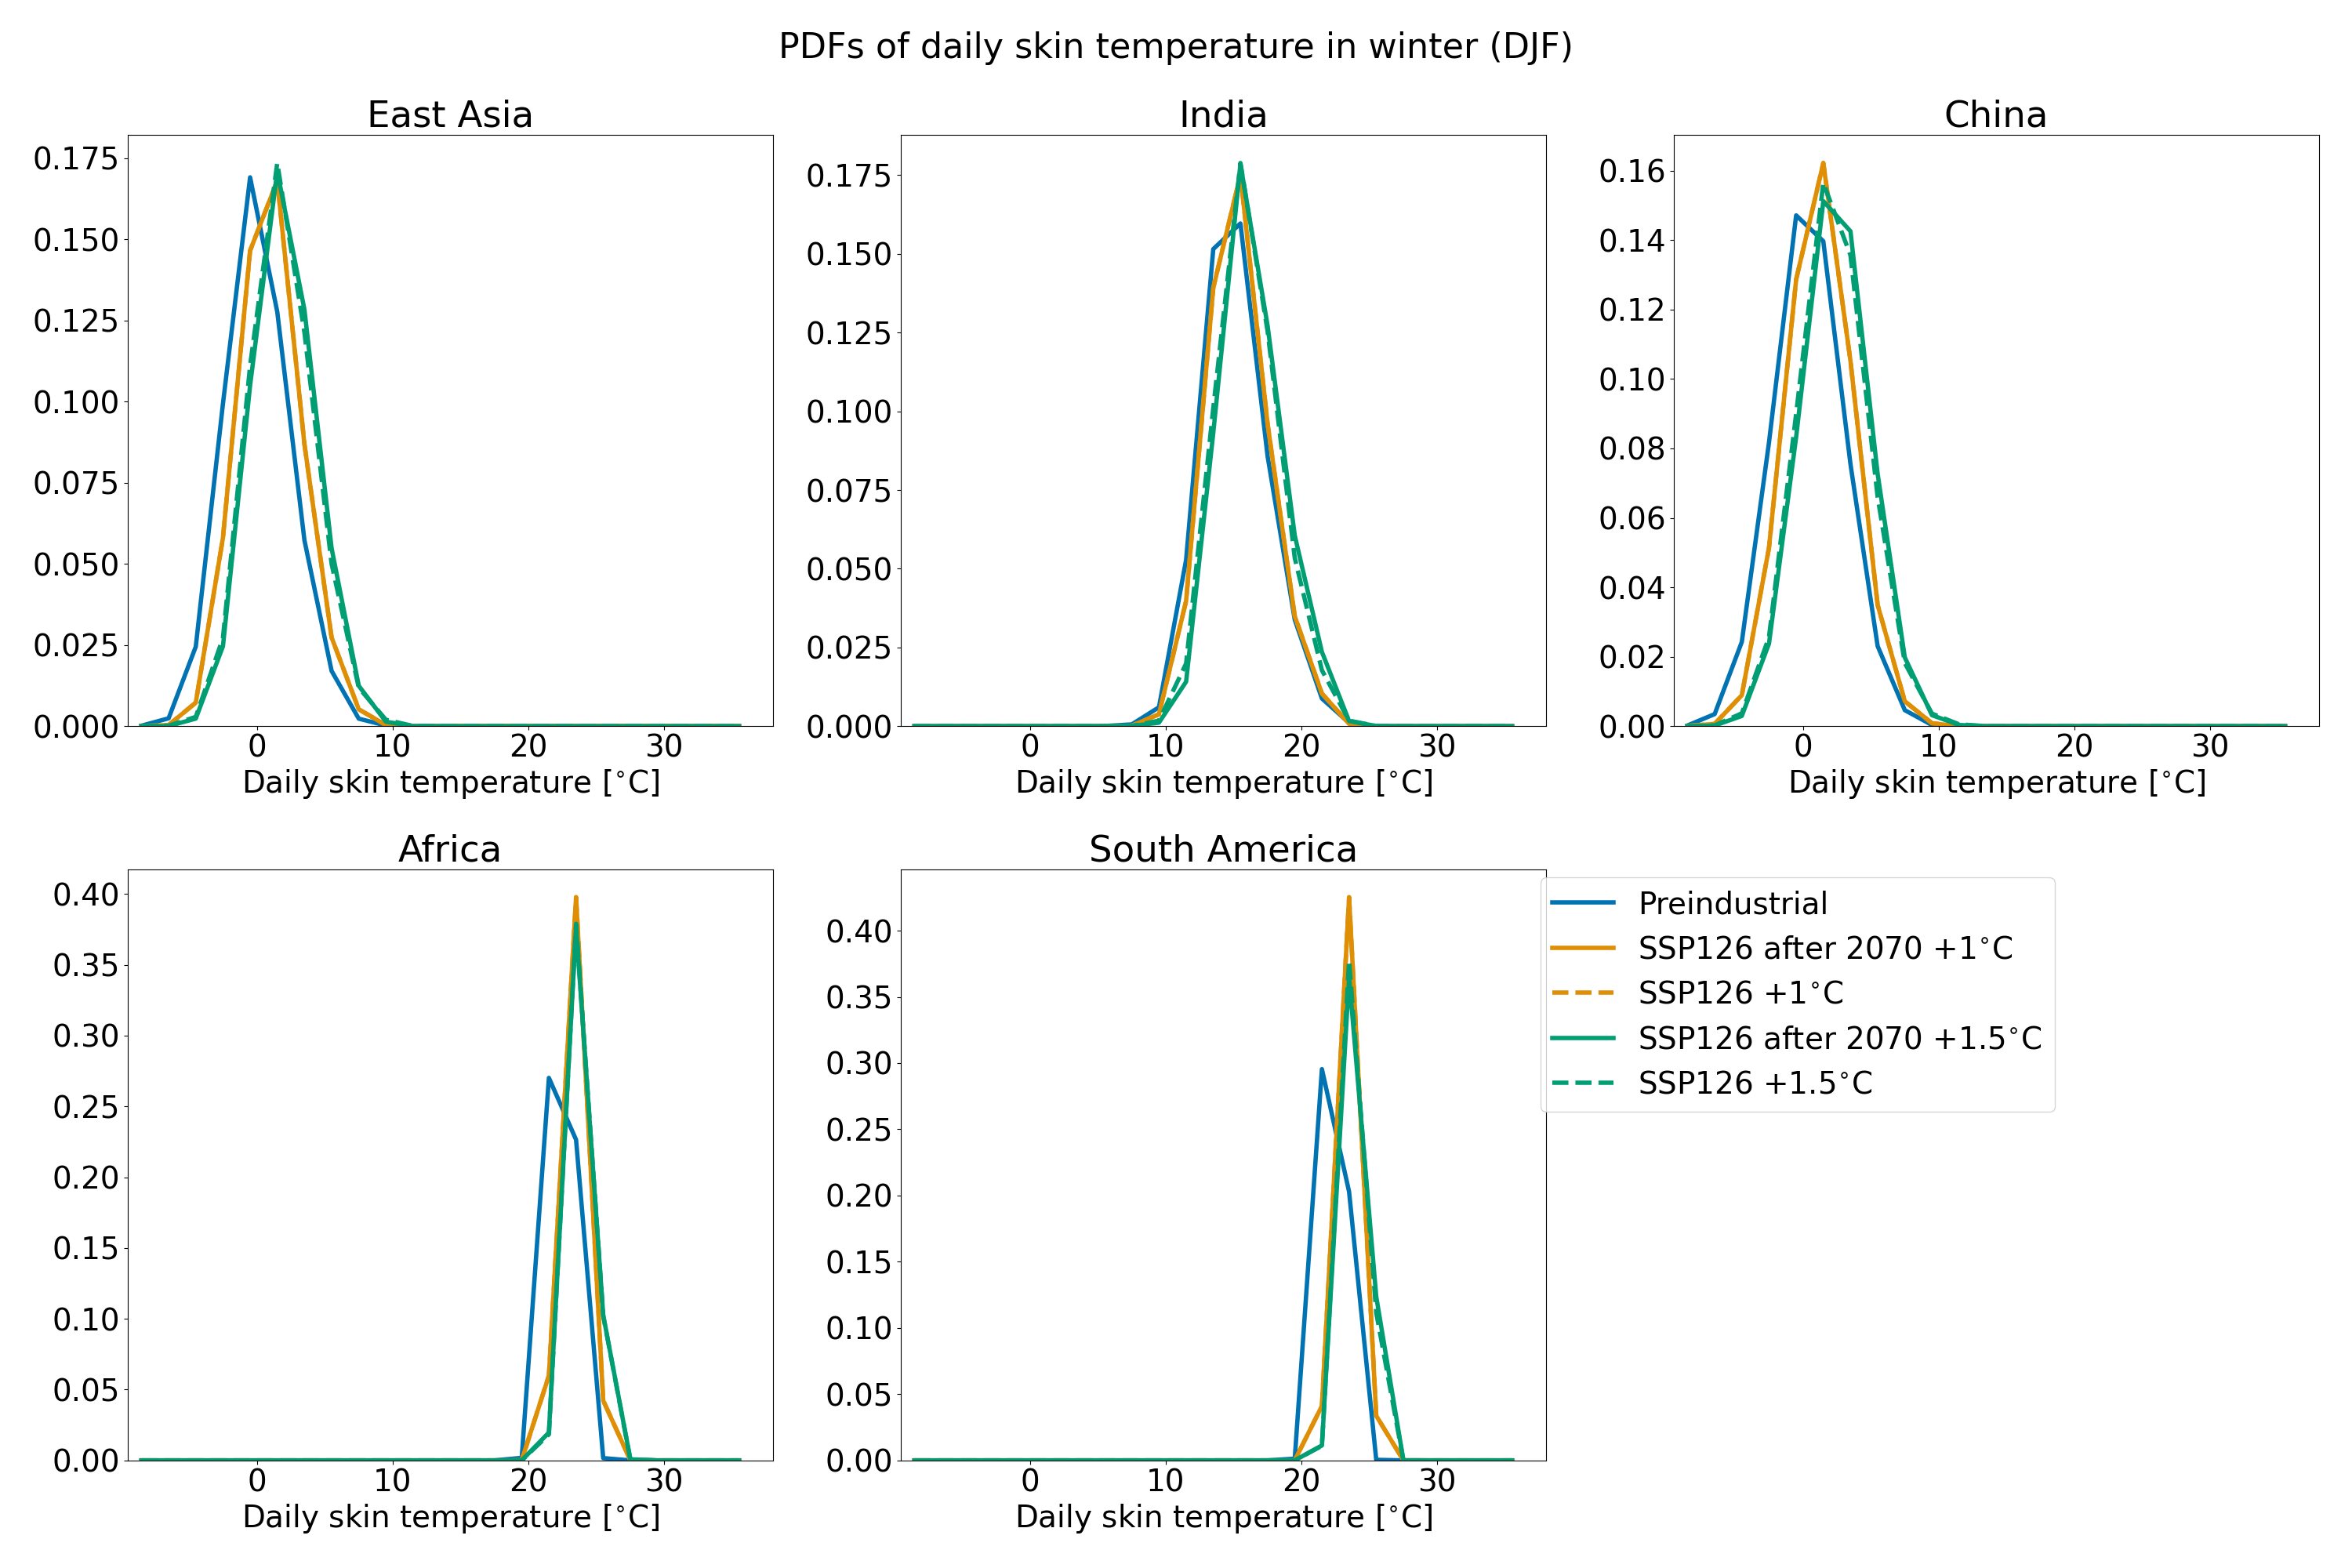 PDFs of daily skin temperature in winter (DJF)
East Asia
0.175
0.150
0.125
0.100
0.075
0.050
0.025
0.000
0 10 20 30
Daily skin temperature [°C]
India
0.175
0.150
0.125
0.100
0.075
0.050
0.025
0.000
0 10 20 30
Daily skin temperature [°C]
China
0.16
0.14
0.12
0.10
0.08
0.06
0.04
0.02
0.00
0 10 20 30
Daily skin temperature [°C]
Africa
0.40
0.35
0.30
0.25
0.20
0.15
0.10
0.05
0.00
0 10 20 30
Daily skin temperature [°C]
South America
0.40
0.35
0.30
0.25
0.20
0.15
0.10
0.05
0.00
0 10 20 30
Daily skin temperature [°C]
Preindustrial
SSP126 after 2070 +1°C
SSP126 +1°C
SSP126 after 2070 +1.5°C
SSP126 +1.5°C